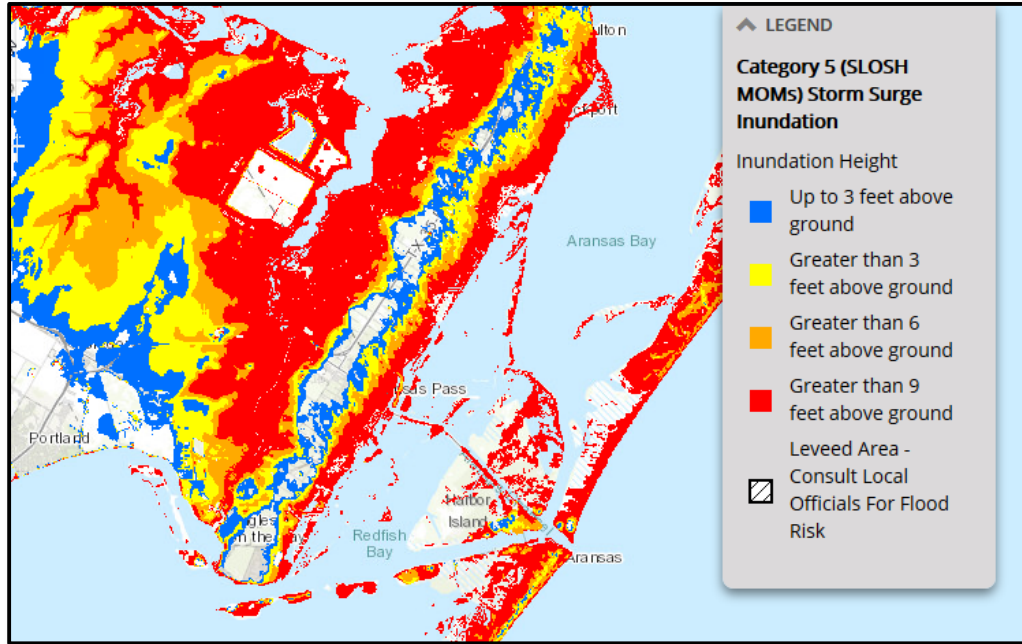 LEGEND
Category 5 (SLOSH
MOMs) Storm Surge
Inundation
Inundation Height
Up to 3 feet above
ground
Greater than 3
feet above ground
Greater than 6
feet above ground
Greater than 9
feet above ground
Leveed Area -
Consult Local
Officials For Flood
Risk
ulton
Aransas Bay
Pass
Portland
Harbor
Island
Redfish
Bay
Aransas